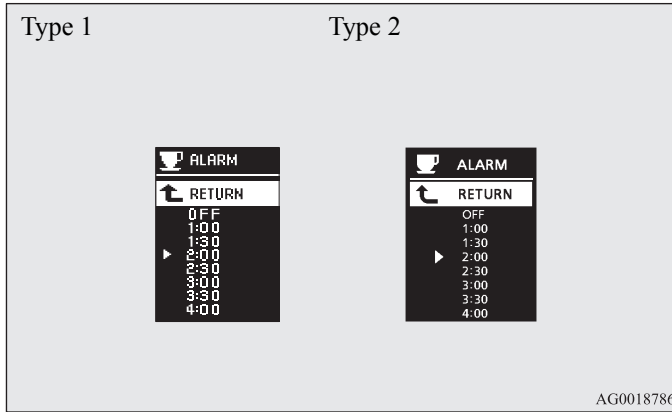 Type 1
Type 2
ALARM
RETURN
OFF
1:00
1:30
2:00
2:30
3:00
3:30
4:00
ALARM
RETURN
OFF
1:00
1:30
2:00
2:30
3:00
3:30
4:00
AG0018786